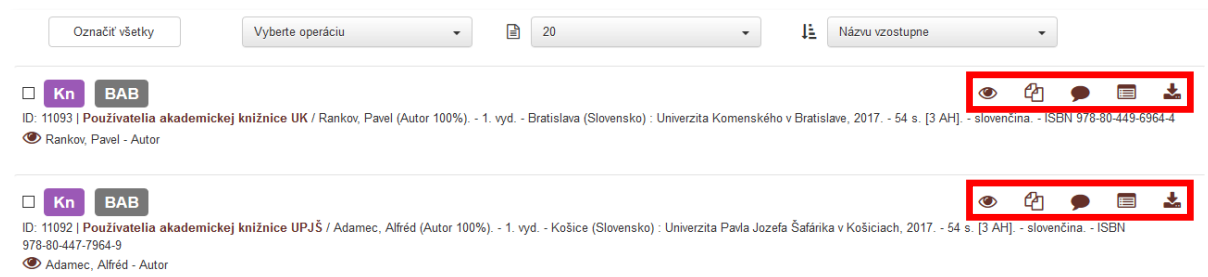 Označiť všetky Vyberte operáciu 20 Názvu vzostupne
Kn BAB
ID: 11093 | Používatelia akademickej knižnice UK / Rankov, Pavel (Autor 100%). - 1. vyd. - Bratislava (Slovensko) : Univerzita Komenského v Bratislave, 2017. - 54 s. [3 AH]. - slovenčina. - ISBN 978-80-449-6964-4
Rankov, Pavel - Autor
Kn BAB
ID: 11092 | Používatelia akademickej knižnice UPJŠ / Adamec, Alfréd (Autor 100%). - 1. vyd. - Košice (Slovensko) : Univerzita Pavla Jozefa Šafárika v Košiciach, 2017. - 54 s. [3 AH]. - slovenčina. - ISBN
978-80-447-7964-9
Adamec, Alfréd - Autor